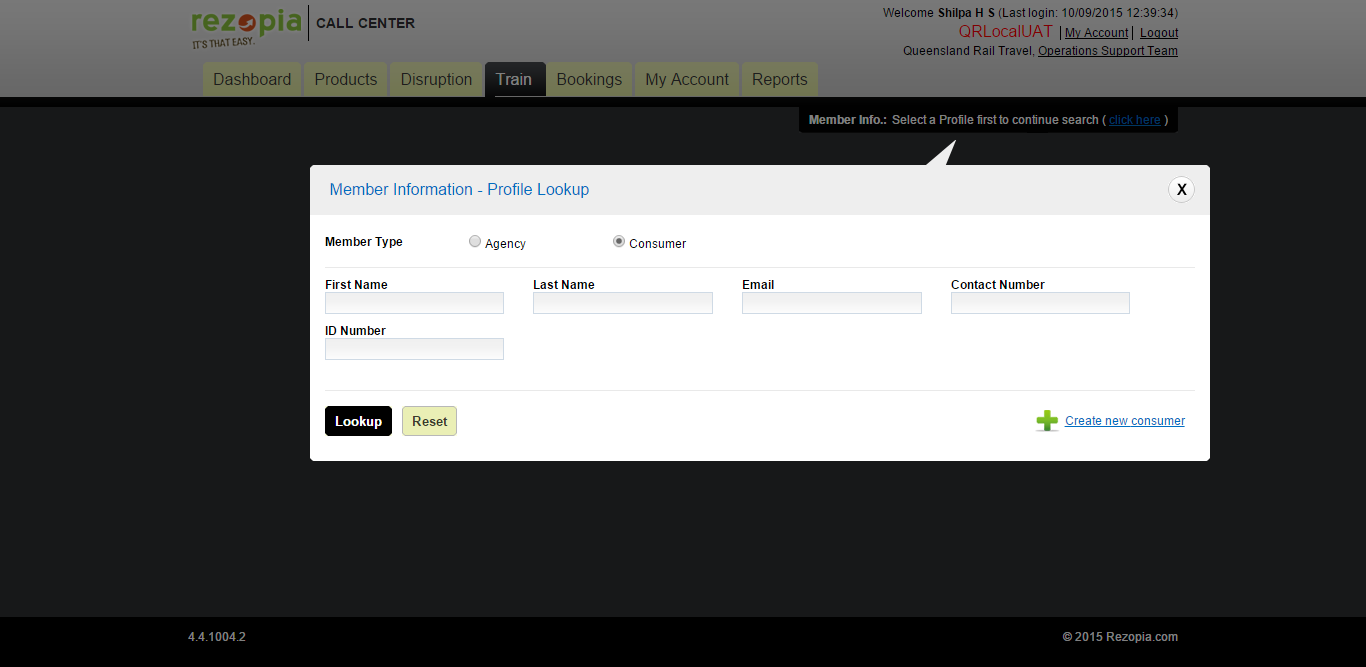 rezopia CALL CENTER
IT'S THAT EASY.
Welcome Shilpa H S (Last login: 10/09/2015 12:39:34)
QRLocalUAT | My Account | Logout
Queensland Rail Travel, Operations Support Team
Dashboard Products Disruption Train Bookings My Account Reports
Member Info.: Select a Profile first to continue search ( click here )
Member Information - Profile Lookup X
Member Type Agency Consumer
First Name Last Name Email Contact Number
ID Number
Lookup Reset Create new consumer
4.4.1004.2 © 2015 Rezopia.com